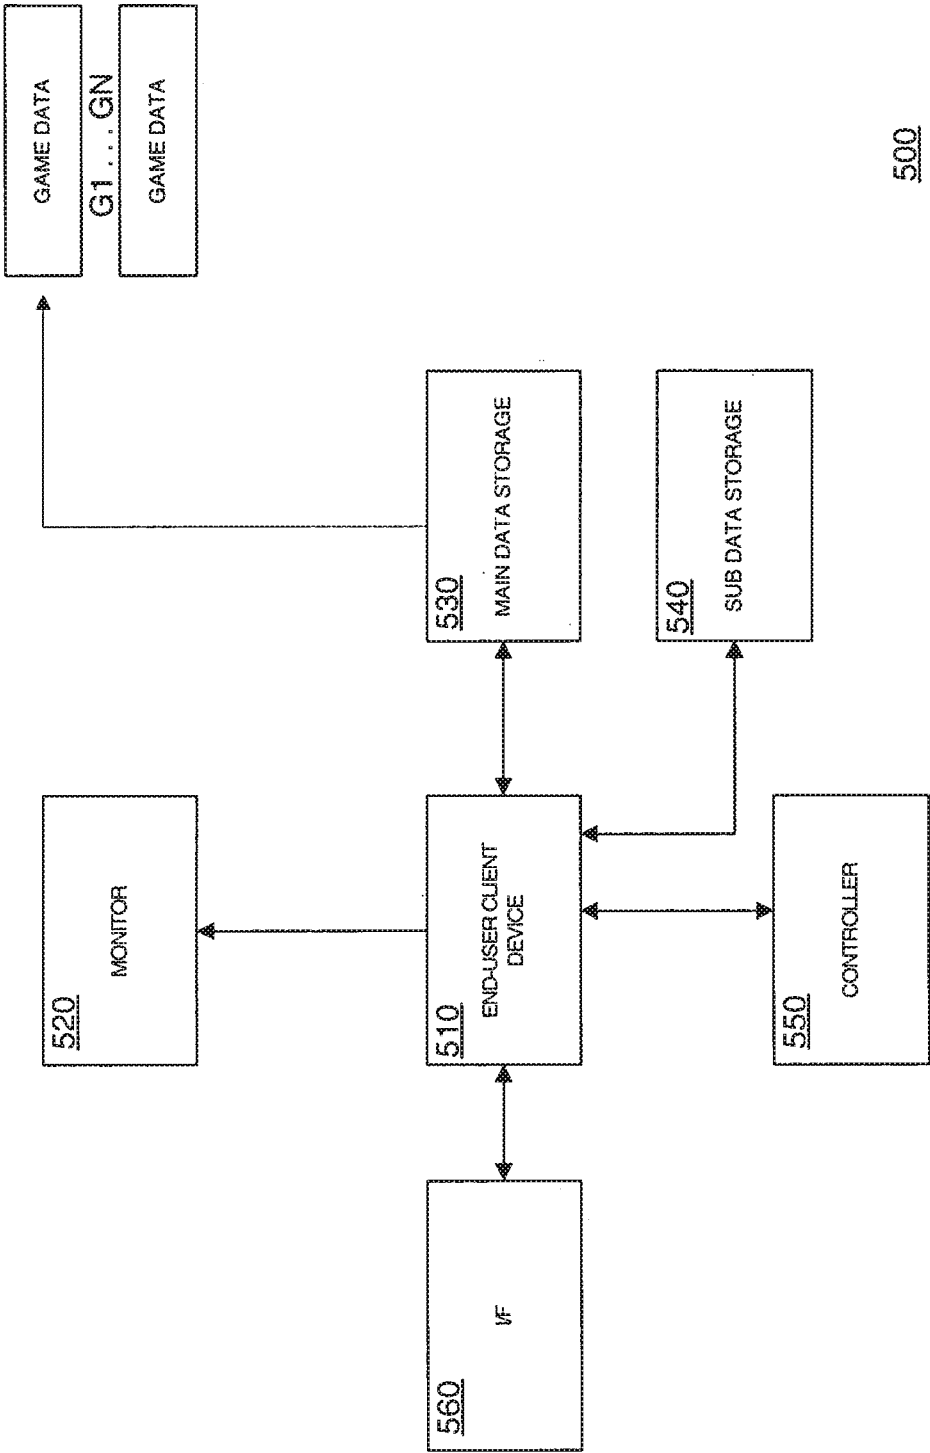 520
MONITOR
GAME DATA
G1 . . . GN
GAME DATA
560
I/F
510
END-USER CLIENT
DEVICE
530
MAIN DATA STORAGE
540
SUB DATA STORAGE
550
CONTROLLER
500